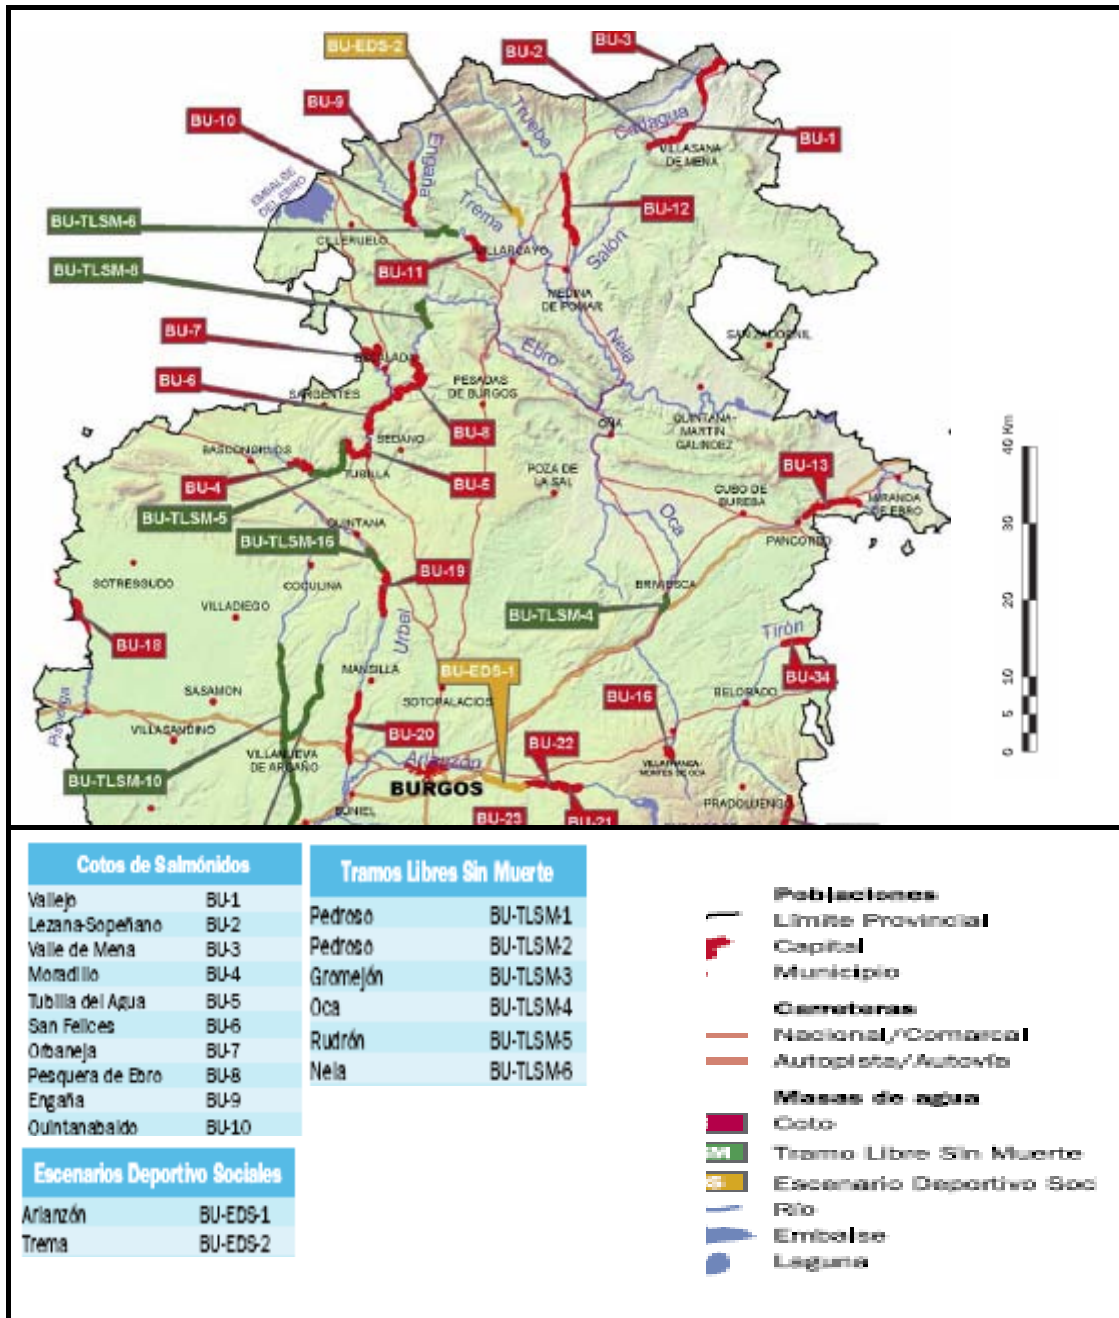 BU-3
BU-EDS-2
BU-2
BU-9
BU-10
Trueba
Cadagua
BU-1
VILLASANA
DE MENA
Engaña
EMBALSE
DEL EBRO
BU-TLSM-6
CILLERUELO
Trema
BU-12
VILLARCAYO
Salón
BU-TLSM-8
BU-11
MEDINA
DE POMAR
BU-7
ESCALADA
Ebro
Nela
SAN ZADORNIL
BU-6
SARGENTES
PESADAS
DE BURGOS
BU-8
OÑA
QUINTANA-
MARTIN
GALINDEZ
SEDANO
BASCONCILLOS
BU-4
TUBILLA
BU-5
POZA DE
LA SAL
BU-13
CUBO DE
BUREBA
MIRANDA
DE EBRO
BU-TLSM-5
QUINTANA
Oca
PANCORBO
BU-TLSM-16
SOTRESGUDO
COCULINA
BU-19
BRIVIESCA
VILLADIEGO
BU-TLSM-4
Urbel
Tirón
BU-18
MANSILLA
BU-EDS-1
BU-34
SASAMON
SOTOPALACIOS
BU-16
BELORADO
Pisuerga
VILLASANDINO
BU-20
BU-22
VILLANUEVA
DE ARGAÑO
Arlanzón
VILLAFRANCA-
MONTES DE OCA
BU-TLSM-10
BURGOS
PRADOLUENGO
BUNIEL
BU-23
BU-21
40 Km
30
20
10
5
0
Cotos de Salmónidos
Vallejo BU-1
Lezana-Sopeñano BU-2
Valle de Mena BU-3
Moradillo BU-4
Tubilla del Agua BU-5
San Felices BU-6
Orbaneja BU-7
Pesquera de Ebro BU-8
Engaña BU-9
Quintanabaldo BU-10
Escenarios Deportivo Sociales
Arlanzón BU-EDS-1
Trema BU-EDS-2
Tramos Libres Sin Muerte
Pedroso BU-TLSM-1
Pedroso BU-TLSM-2
Gromejón BU-TLSM-3
Oca BU-TLSM-4
Rudrón BU-TLSM-5
Nela BU-TLSM-6
Poblaciones
Límite Provincial
Capital
Municipio
Carreteras
Nacional/Comarcal
Autopista/Autovía
Masas de agua
Coto
Tramo Libre Sin Muerte
Escenario Deportivo Soci
Río
Embalse
Laguna